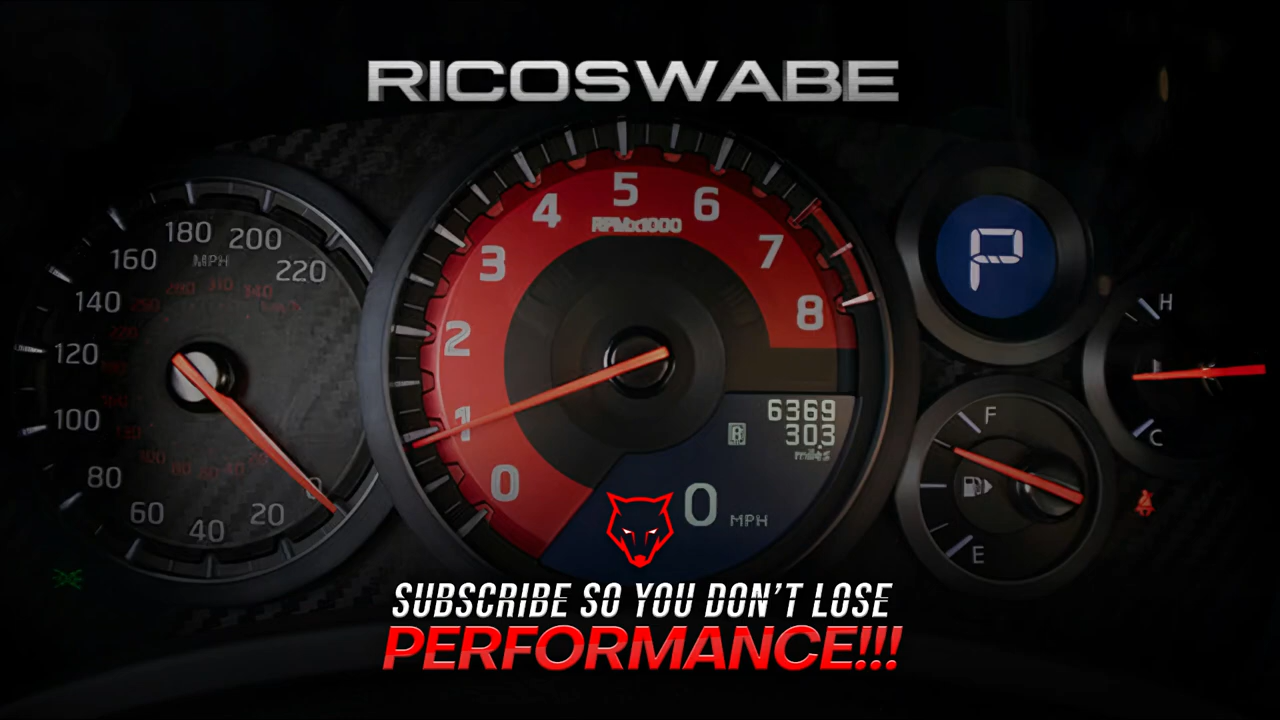 RICOSWABE
180 200
160 MPH 220
140
120
100
80
60 40 20 0
5
4 6
RPMx1000
3 7
2 8
1
0
6369
303
miles
0 MPH
P
H
C
F
E
SUBSCRIBE SO YOU DON'T LOSE
PERFORMANCE!!!